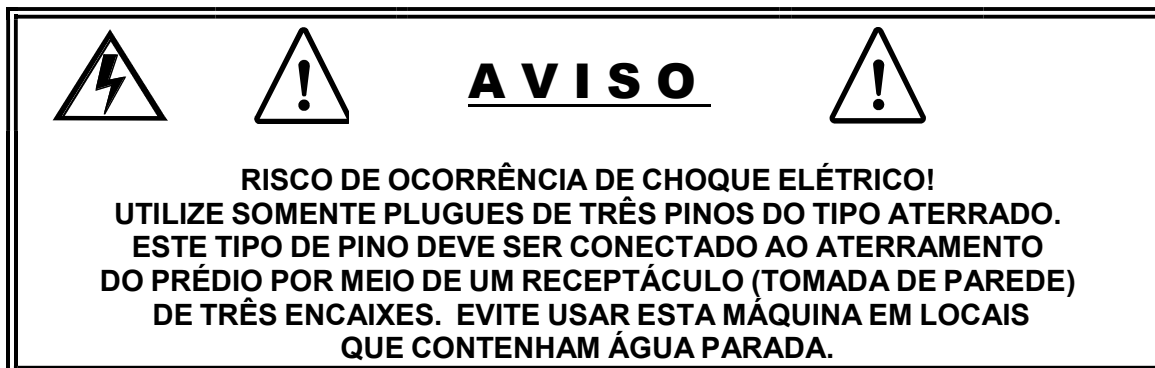 AVISO
RISCO DE OCORRÊNCIA DE CHOQUE ELÉTRICO!
UTILIZE SOMENTE PLUGUES DE TRÊS PINOS DO TIPO ATERRADO.
ESTE TIPO DE PINO DEVE SER CONECTADO AO ATERRAMENTO
DO PRÉDIO POR MEIO DE UM RECEPTÁCULO (TOMADA DE PAREDE)
DE TRÊS ENCAIXES. EVITE USAR ESTA MÁQUINA EM LOCAIS
QUE CONTENHAM ÁGUA PARADA.